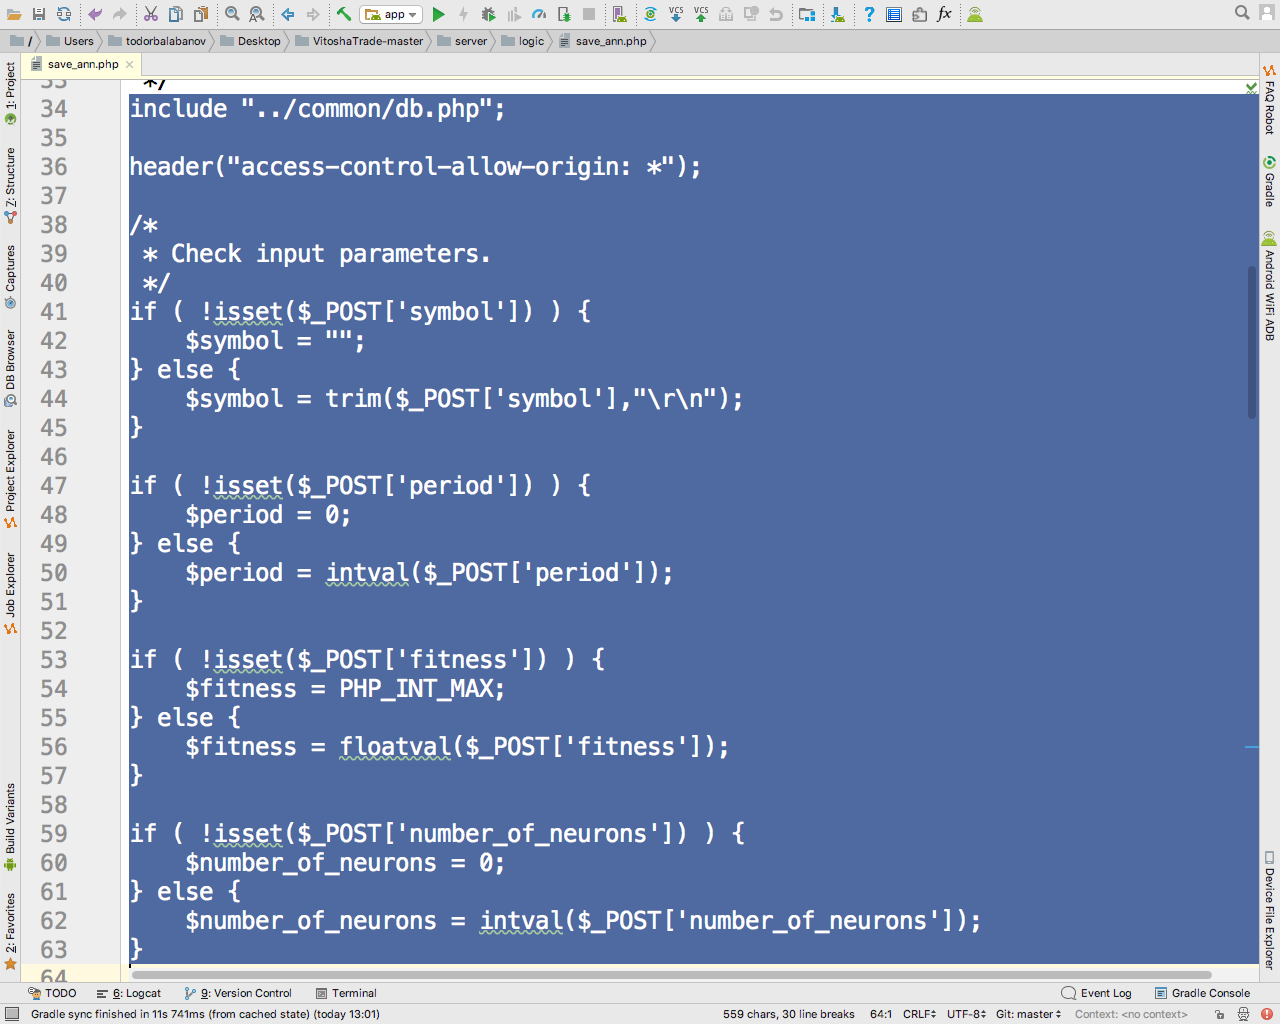 app
/ Users todorbalabanov Desktop VitoshaTrade-master server logic save_ann.php
save_ann.php
33 */
34 include "../common/db.php";
35
36 header("access-control-allow-origin: *");
37
38 /*
39 * Check input parameters.
40 */
41 if ( !isset($_POST['symbol']) ) {
42 $symbol = "";
43 } else {
44 $symbol = trim($_POST['symbol'],"\r\n");
45 }
46
47 if ( !isset($_POST['period']) ) {
48 $period = 0;
49 } else {
50 $period = intval($_POST['period']);
51 }
52
53 if ( !isset($_POST['fitness']) ) {
54 $fitness = PHP_INT_MAX;
55 } else {
56 $fitness = floatval($_POST['fitness']);
57 }
58
59 if ( !isset($_POST['number_of_neurons']) ) {
60 $number_of_neurons = 0;
61 } else {
62 $number_of_neurons = intval($_POST['number_of_neurons']);
63 }
64
1: Project
7: Structure
Captures
DB Browser
Project Explorer
Job Explorer
Build Variants
2: Favorites
FAQ Robot
Gradle
Android WiFi ADB
Device File Explorer
VCS VCS
TODO 6: Logcat 9: Version Control Terminal Event Log Gradle Console
Gradle sync finished in 11s 741ms (from cached state) (today 13:01) 559 chars, 30 line breaks 64:1 CRLF UTF-8 Git: master Context: <no context>